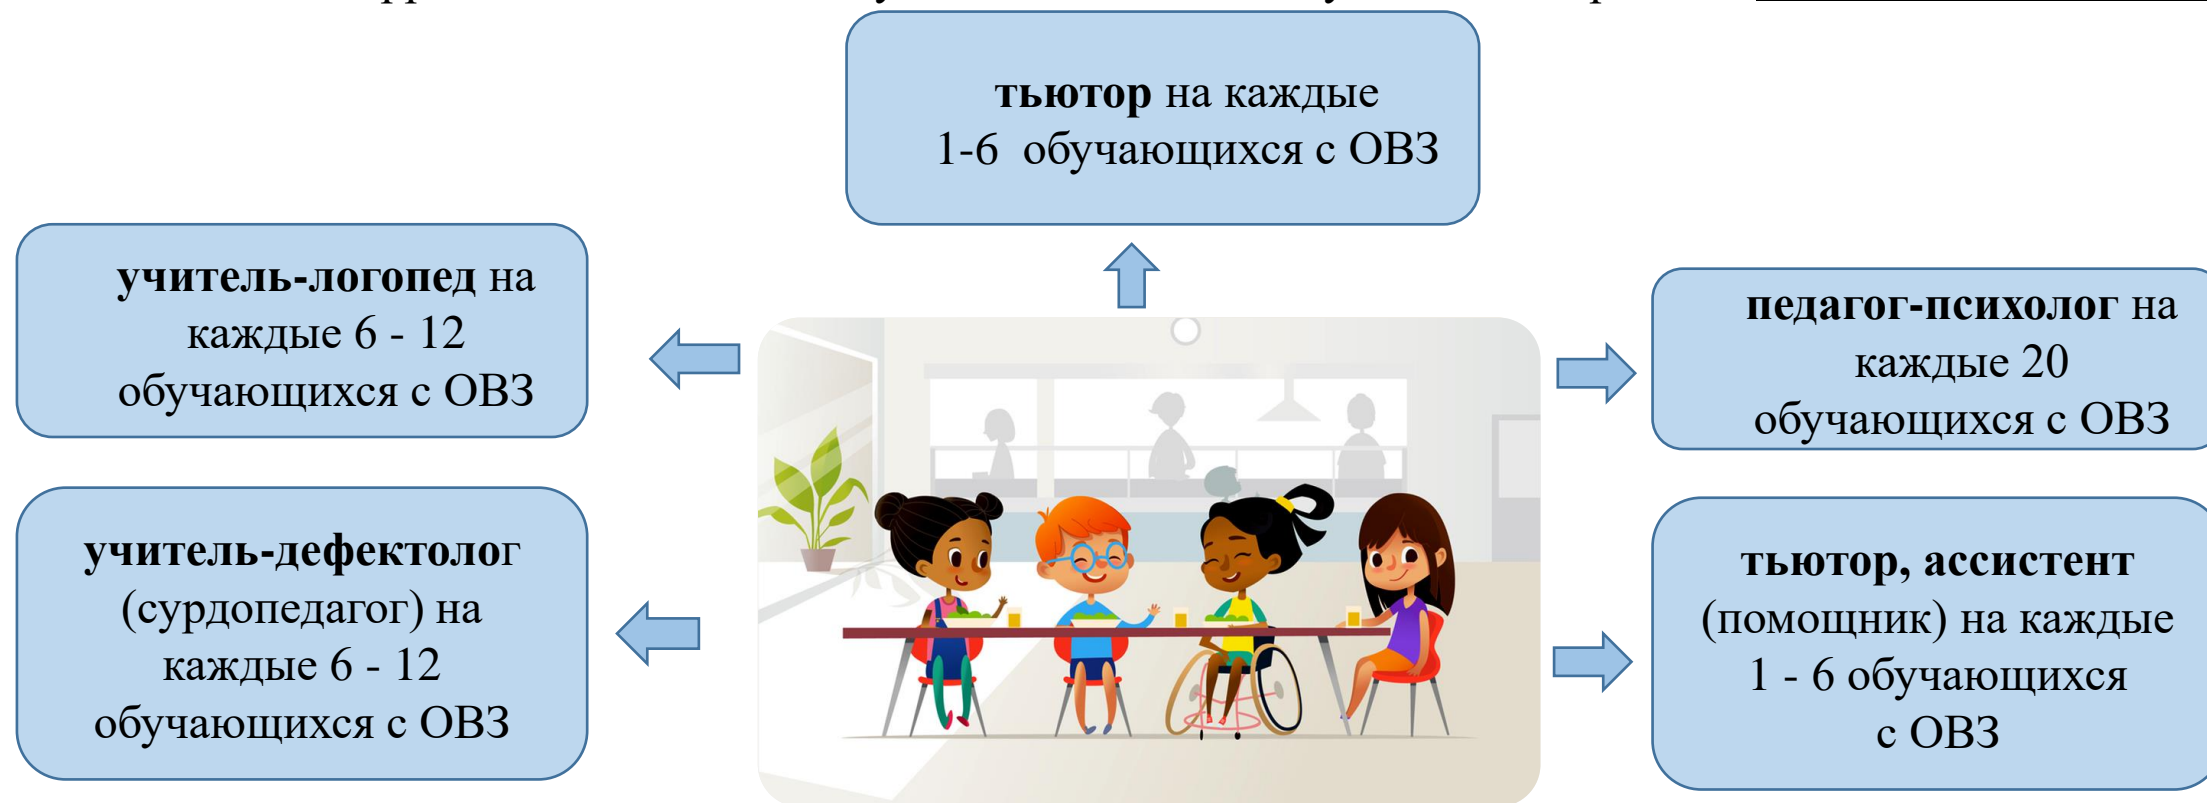 тьютор на каждые
1-6 обучающихся с ОВЗ
учитель-логопед на
каждые 6 - 12
обучающихся с ОВЗ
педагог-психолог на
каждые 20
обучающихся с ОВЗ
учитель-дефектолог
(сурдопедагог) на
каждые 6 - 12
обучающихся с ОВЗ
тьютор, ассистент
(помощник) на каждые
1 - 6 обучающихся
с ОВЗ